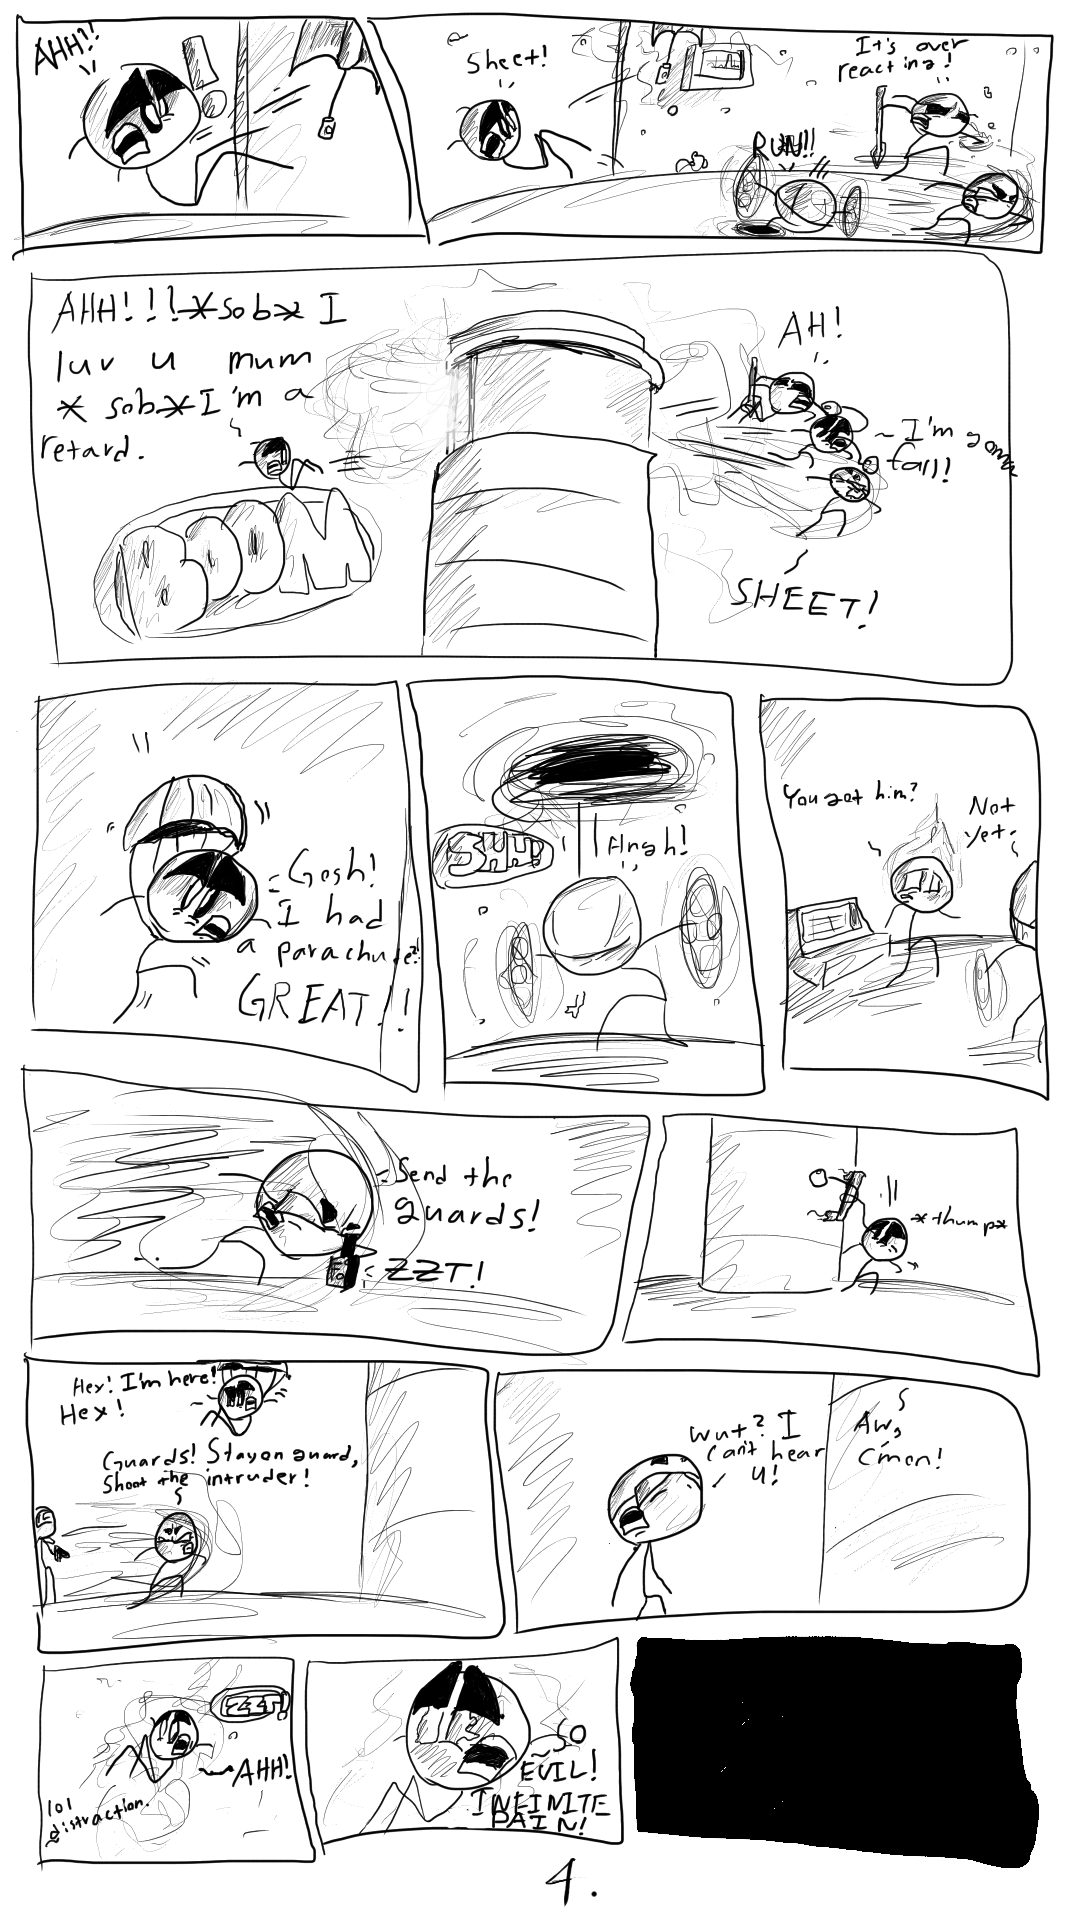 AHH!!
Sheet!
It's over
reacting!
RUN!!
AHH!!! *sob* I
luv u mum
* sob* I'm a
retard.
BOOM
AH!
I'm gonna
fall!
SHEET!
Gosh!
I had
a parachute?!
GREAT!!
SHH!
Argh!
You got him?
Not
yet.
Send the
guards!
ZZT!
*thump*
Hey! I'm here!
Hey!
Guards! Stay on guard,
Shoot the intruder!
Wut? I
can't hear
u!
Aw,
c'mon!
ZZT!
AHH!
lol
distraction.
SO
EVIL!
INFINITE
PAIN!
4.